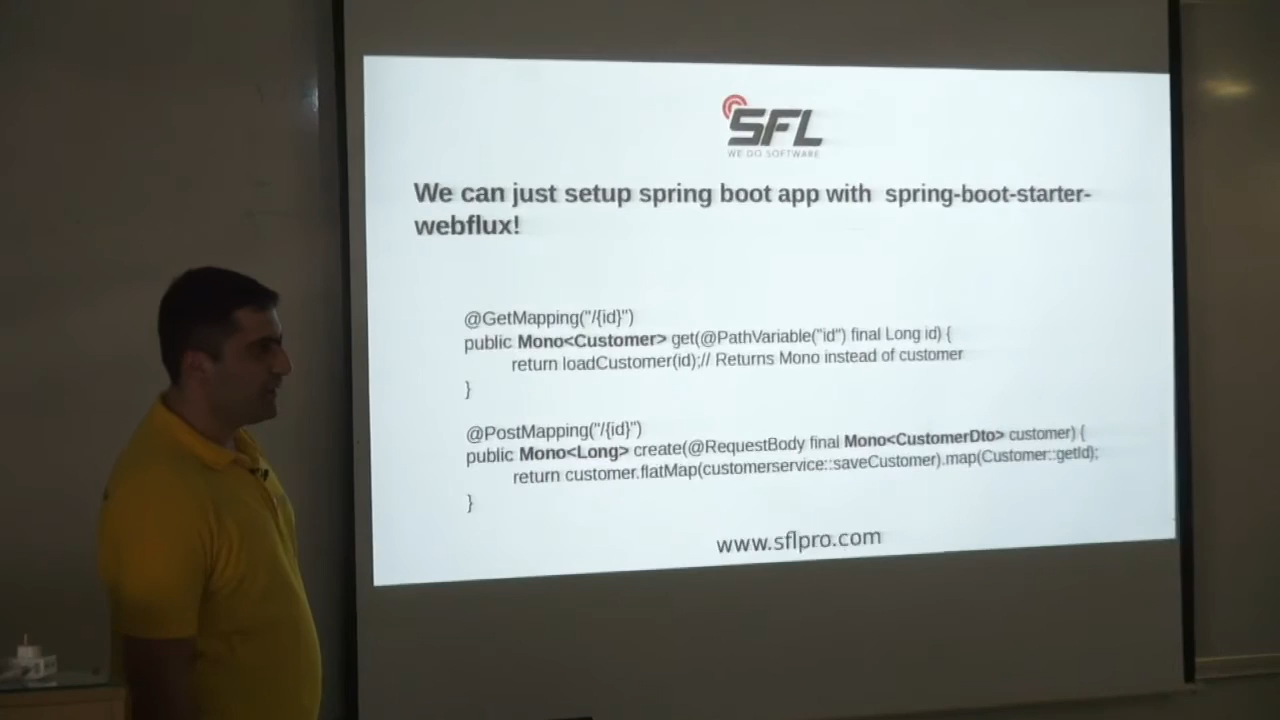 SFL
WE DO SOFTWARE
We can just setup spring boot app with spring-boot-starter-
webflux!
@GetMapping("/{id}")
public Mono<Customer> get(@PathVariable("id") final Long id) {
return loadCustomer(id);// Returns Mono instead of customer
}
@PostMapping("/{id}")
public Mono<Long> create(@RequestBody final Mono<CustomerDto> customer) {
return customer.flatMap(customerservice::saveCustomer).map(Customer::getId);
}
www.sflpro.com